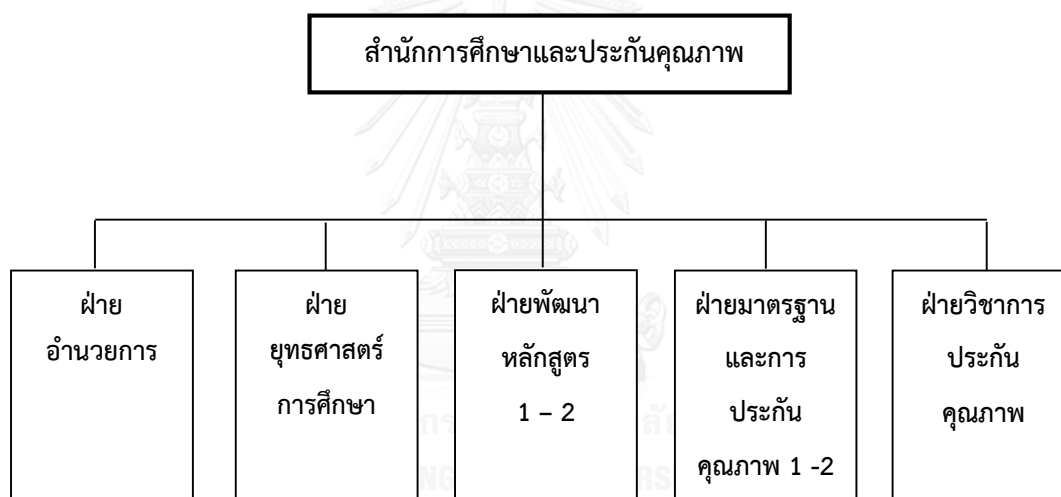 สำนักการศึกษาและประกันคุณภาพ
ฝ่าย
อำนวยการ
ฝ่าย
ยุทธศาสตร์
การศึกษา
ฝ่ายพัฒนา
หลักสูตร
1 – 2
ฝ่ายมาตรฐาน
และการ
ประกัน
คุณภาพ 1 -2
ฝ่ายวิชาการ
ประกัน
คุณภาพ